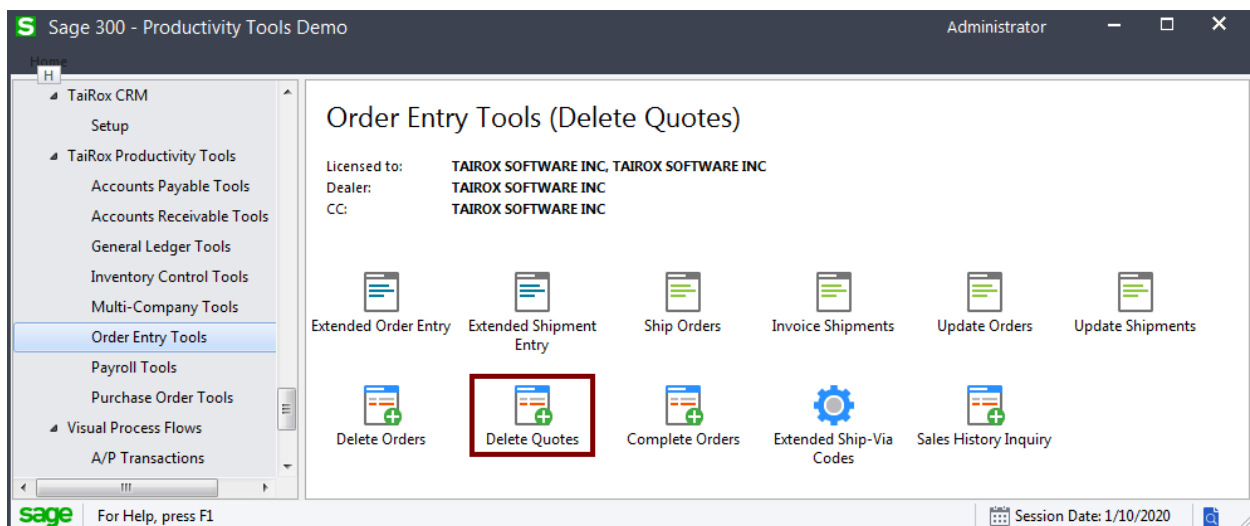 S Sage 300 - Productivity Tools Demo
Administrator
Home
H
TaiRox CRM
Setup
TaiRox Productivity Tools
Accounts Payable Tools
Accounts Receivable Tools
General Ledger Tools
Inventory Control Tools
Multi-Company Tools
Order Entry Tools
Payroll Tools
Purchase Order Tools
Visual Process Flows
A/P Transactions
Order Entry Tools (Delete Quotes)
Licensed to: TAIROX SOFTWARE INC, TAIROX SOFTWARE INC
Dealer: TAIROX SOFTWARE INC
CC: TAIROX SOFTWARE INC
Extended Order Entry
Extended Shipment
Entry
Ship Orders
Invoice Shipments
Update Orders
Update Shipments
Delete Orders
Delete Quotes
Complete Orders
Extended Ship-Via
Codes
Sales History Inquiry
sage For Help, press F1
Session Date: 1/10/2020